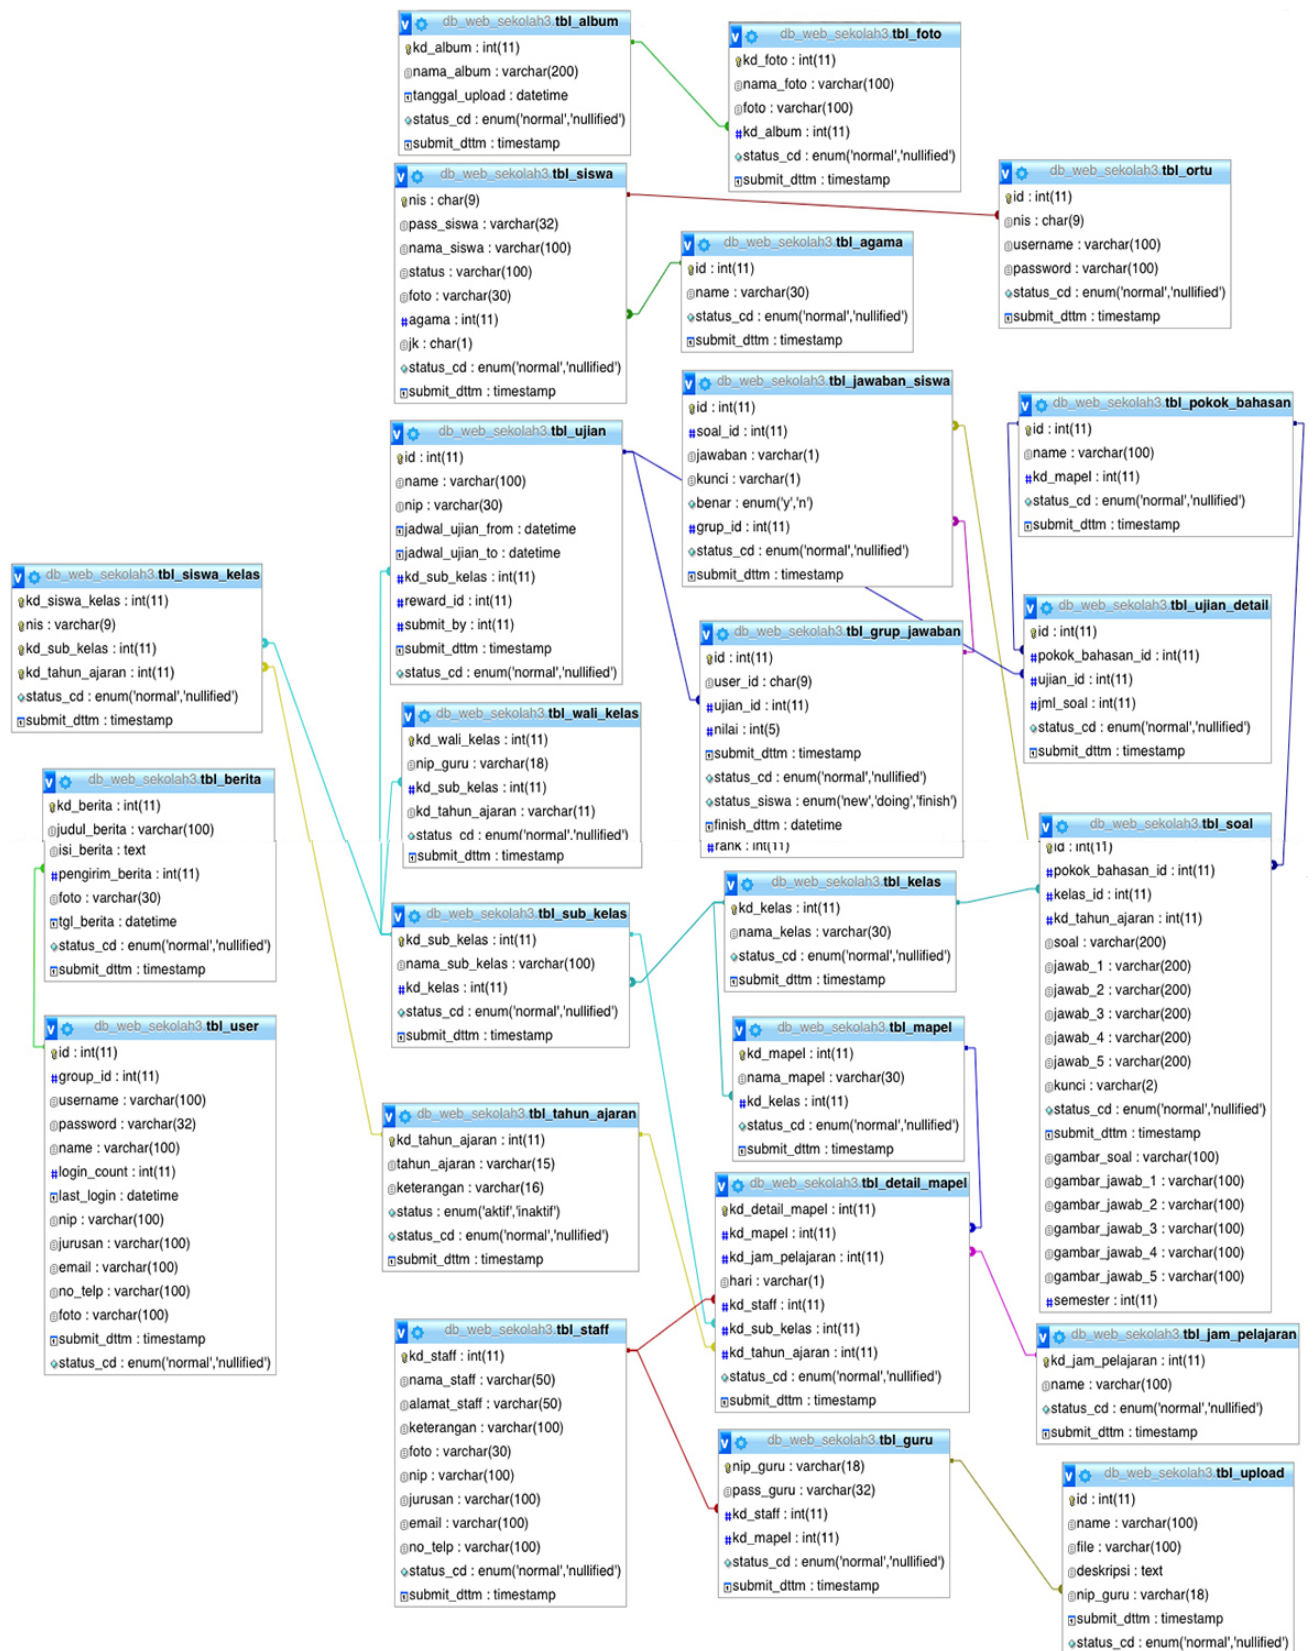 db_web_sekolah3.tbl_album
kd_album : int(11)
nama_album : varchar(200)
tanggal_upload : datetime
status_cd : enum('normal','nullified')
submit_dttm : timestamp
db_web_sekolah3.tbl_foto
kd_foto : int(11)
nama_foto : varchar(100)
foto : varchar(100)
#kd_album : int(11)
status_cd : enum('normal','nullified')
submit_dttm : timestamp
db_web_sekolah3.tbl_siswa
nis : char(9)
pass_siswa : varchar(32)
nama_siswa : varchar(100)
status : varchar(100)
foto : varchar(30)
#agama : int(11)
jk : char(1)
status_cd : enum('normal','nullified')
submit_dttm : timestamp
db_web_sekolah3.tbl_ortu
id : int(11)
nis : char(9)
username : varchar(100)
password : varchar(100)
status_cd : enum('normal','nullified')
submit_dttm : timestamp
db_web_sekolah3.tbl_agama
id : int(11)
name : varchar(30)
status_cd : enum('normal','nullified')
submit_dttm : timestamp
db_web_sekolah3.tbl_jawaban_siswa
id : int(11)
#soal_id : int(11)
jawaban : varchar(1)
kunci : varchar(1)
benar : enum('y','n')
#grup_id : int(11)
status_cd : enum('normal','nullified')
submit_dttm : timestamp
db_web_sekolah3.tbl_pokok_bahasan
id : int(11)
name : varchar(100)
#kd_mapel : int(11)
status_cd : enum('normal','nullified')
submit_dttm : timestamp
db_web_sekolah3.tbl_ujian
id : int(11)
name : varchar(100)
nip : varchar(30)
jadwal_ujian_from : datetime
jadwal_ujian_to : datetime
#kd_sub_kelas : int(11)
#reward_id : int(11)
#submit_by : int(11)
submit_dttm : timestamp
status_cd : enum('normal','nullified')
db_web_sekolah3.tbl_siswa_kelas
kd_siswa_kelas : int(11)
nis : varchar(9)
kd_sub_kelas : int(11)
kd_tahun_ajaran : int(11)
status_cd : enum('normal','nullified')
submit_dttm : timestamp
db_web_sekolah3.tbl_ujian_detail
id : int(11)
#pokok_bahasan_id : int(11)
#ujian_id : int(11)
#jml_soal : int(11)
status_cd : enum('normal','nullified')
submit_dttm : timestamp
db_web_sekolah3.tbl_grup_jawaban
id : int(11)
user_id : char(9)
#ujian_id : int(11)
#nilai : int(5)
submit_dttm : timestamp
status_cd : enum('normal','nullified')
status_siswa : enum('new','doing','finish')
finish_dttm : datetime
#rank : int(11)
db_web_sekolah3.tbl_wali_kelas
kd_wali_kelas : int(11)
nip_guru : varchar(18)
#kd_sub_kelas : int(11)
kd_tahun_ajaran : varchar(11)
status_cd : enum('normal','nullified')
submit_dttm : timestamp
db_web_sekolah3.tbl_berita
kd_berita : int(11)
judul_berita : varchar(100)
isi_berita : text
#pengirim_berita : int(11)
foto : varchar(30)
tgl_berita : datetime
status_cd : enum('normal','nullified')
submit_dttm : timestamp
db_web_sekolah3.tbl_soal
id : int(11)
#pokok_bahasan_id : int(11)
#kelas_id : int(11)
#kd_tahun_ajaran : int(11)
soal : varchar(200)
jawab_1 : varchar(200)
jawab_2 : varchar(200)
jawab_3 : varchar(200)
jawab_4 : varchar(200)
jawab_5 : varchar(200)
kunci : varchar(2)
status_cd : enum('normal','nullified')
submit_dttm : timestamp
gambar_soal : varchar(100)
gambar_jawab_1 : varchar(100)
gambar_jawab_2 : varchar(100)
gambar_jawab_3 : varchar(100)
gambar_jawab_4 : varchar(100)
gambar_jawab_5 : varchar(100)
#semester : int(11)
db_web_sekolah3.tbl_kelas
kd_kelas : int(11)
nama_kelas : varchar(30)
status_cd : enum('normal','nullified')
submit_dttm : timestamp
db_web_sekolah3.tbl_sub_kelas
kd_sub_kelas : int(11)
nama_sub_kelas : varchar(100)
#kd_kelas : int(11)
status_cd : enum('normal','nullified')
submit_dttm : timestamp
db_web_sekolah3.tbl_user
id : int(11)
#group_id : int(11)
username : varchar(100)
password : varchar(32)
name : varchar(100)
#login_count : int(11)
last_login : datetime
nip : varchar(100)
jurusan : varchar(100)
email : varchar(100)
no_telp : varchar(100)
foto : varchar(100)
submit_dttm : timestamp
status_cd : enum('normal','nullified')
db_web_sekolah3.tbl_mapel
kd_mapel : int(11)
nama_mapel : varchar(30)
#kd_kelas : int(11)
status_cd : enum('normal','nullified')
submit_dttm : timestamp
db_web_sekolah3.tbl_tahun_ajaran
kd_tahun_ajaran : int(11)
tahun_ajaran : varchar(15)
keterangan : varchar(16)
status : enum('aktif','inaktif')
status_cd : enum('normal','nullified')
submit_dttm : timestamp
db_web_sekolah3.tbl_detail_mapel
kd_detail_mapel : int(11)
#kd_mapel : int(11)
#kd_jam_pelajaran : int(11)
hari : varchar(1)
#kd_staff : int(11)
#kd_sub_kelas : int(11)
#kd_tahun_ajaran : int(11)
status_cd : enum('normal','nullified')
submit_dttm : timestamp
db_web_sekolah3.tbl_staff
kd_staff : int(11)
nama_staff : varchar(50)
alamat_staff : varchar(50)
keterangan : varchar(100)
foto : varchar(30)
nip : varchar(100)
jurusan : varchar(100)
email : varchar(100)
no_telp : varchar(100)
status_cd : enum('normal','nullified')
submit_dttm : timestamp
db_web_sekolah3.tbl_jam_pelajaran
kd_jam_pelajaran : int(11)
name : varchar(100)
status_cd : enum('normal','nullified')
submit_dttm : timestamp
db_web_sekolah3.tbl_guru
nip_guru : varchar(18)
pass_guru : varchar(32)
#kd_staff : int(11)
#kd_mapel : int(11)
status_cd : enum('normal','nullified')
submit_dttm : timestamp
db_web_sekolah3.tbl_upload
id : int(11)
name : varchar(100)
file : varchar(100)
deskripsi : text
nip_guru : varchar(18)
submit_dttm : timestamp
status_cd : enum('normal','nullified')